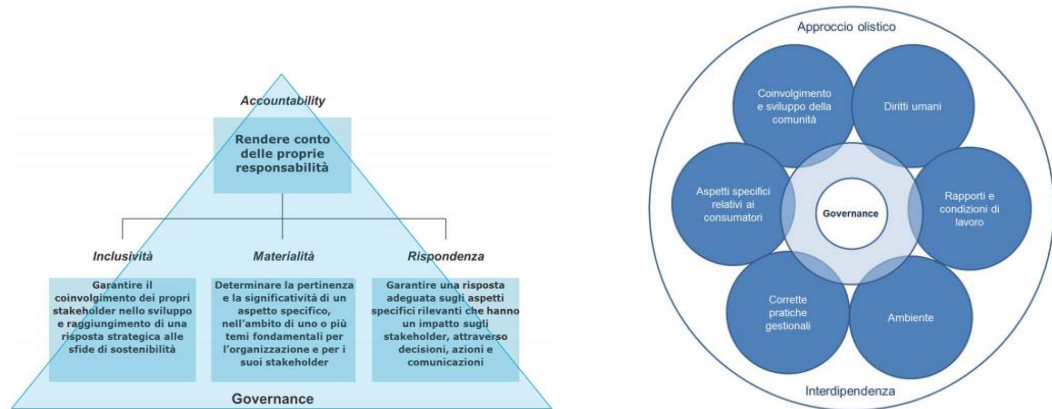 Accountability
Rendere conto
delle proprie
responsabilità
Inclusività
Materialità
Rispondenza
Garantire il
coinvolgimento dei propri
stakeholder nello sviluppo
e raggiungimento di una
risposta strategica alle
sfide di sostenibilità
Determinare la pertinenza
e la significatività di un
aspetto specifico,
nell'ambito di uno o più
temi fondamentali per
l'organizzazione e per i
suoi stakeholder
Garantire una risposta
adeguata sugli aspetti
specifici rilevanti che hanno
un impatto sugli
stakeholder, attraverso
decisioni, azioni e
comunicazioni
Governance
Approccio olistico
Coinvolgimento
e sviluppo della
comunità
Diritti umani
Aspetti specifici
relativi ai
consumatori
Governance
Rapporti e
condizioni di
lavoro
Corrette
pratiche
gestionali
Ambiente
Interdipendenza